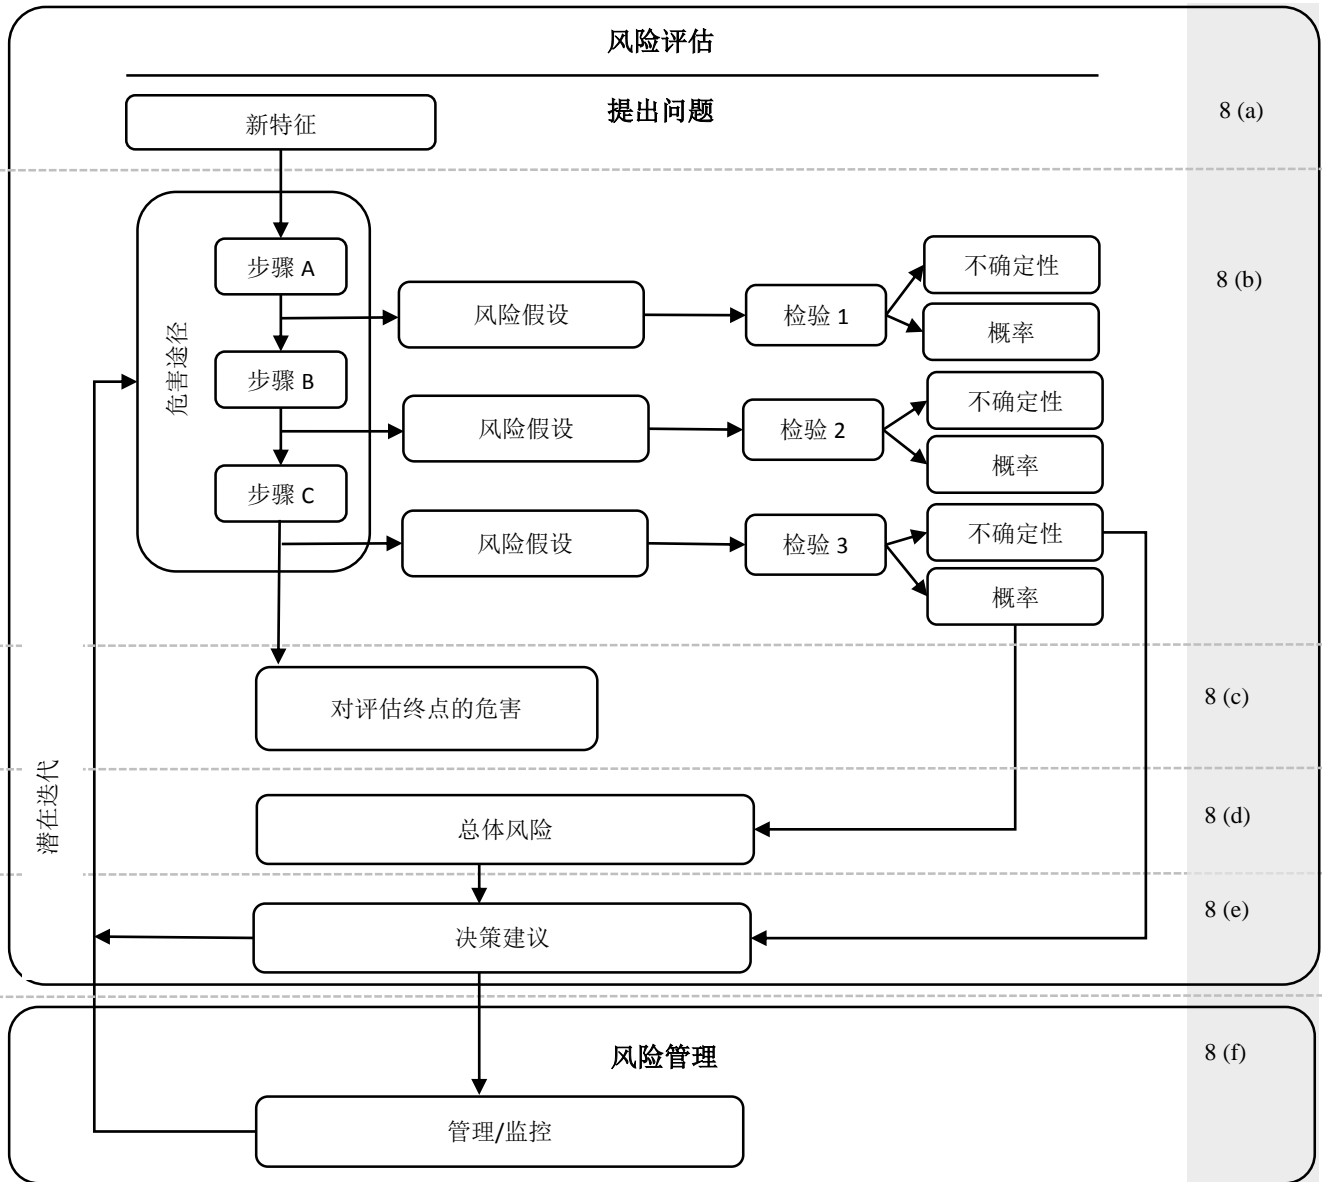 风险评估
提出问题
8 (a)
新特征
步骤 A
不确定性
8 (b)
风险假设
检验 1
概率
危害途径
步骤 B
不确定性
风险假设
检验 2
概率
步骤 C
不确定性
风险假设
检验 3
概率
对评估终点的危害
8 (c)
潜在迭代
总体风险
8 (d)
决策建议
8 (e)
风险管理
8 (f)
管理/监控